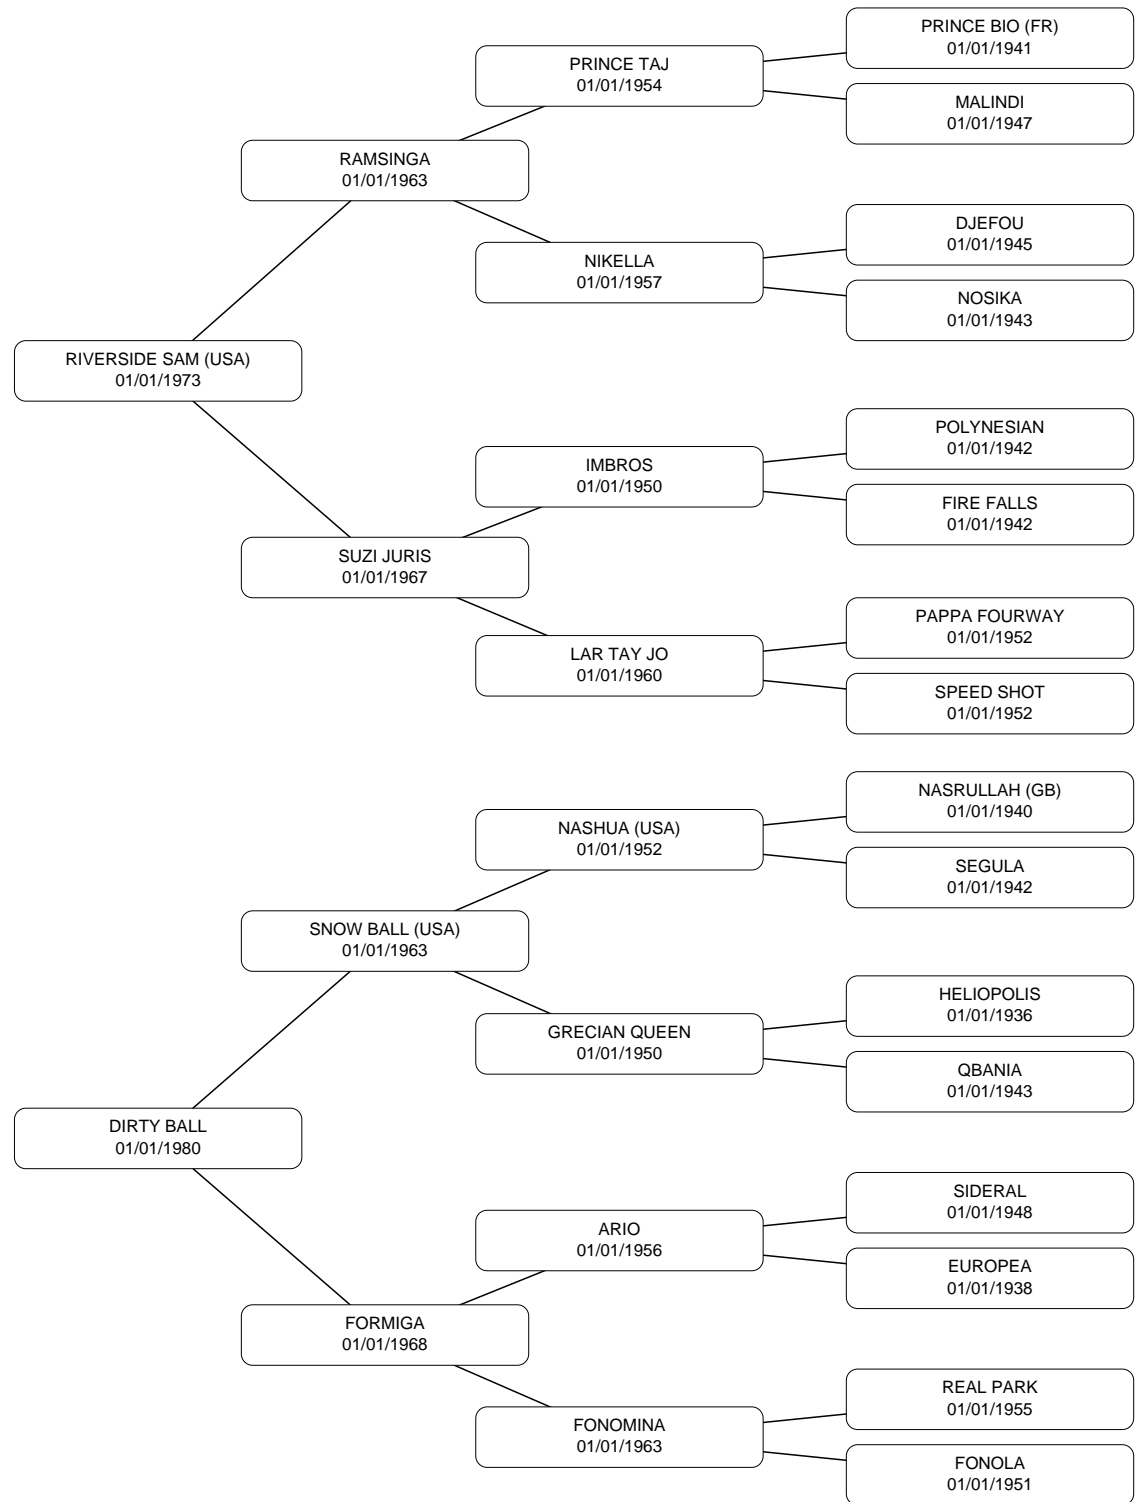 PRINCE BIO (FR)
01/01/1941
PRINCE TAJ
01/01/1954
MALINDI
01/01/1947
RAMSINGA
01/01/1963
DJEFOU
01/01/1945
NIKELLA
01/01/1957
NOSIKA
01/01/1943
RIVERSIDE SAM (USA)
01/01/1973
POLYNESIAN
01/01/1942
IMBROS
01/01/1950
FIRE FALLS
01/01/1942
SUZI JURIS
01/01/1967
PAPPA FOURWAY
01/01/1952
LAR TAY JO
01/01/1960
SPEED SHOT
01/01/1952
NASRULLAH (GB)
01/01/1940
NASHUA (USA)
01/01/1952
SEGULA
01/01/1942
SNOW BALL (USA)
01/01/1963
HELIOPOLIS
01/01/1936
GRECIAN QUEEN
01/01/1950
QBANIA
01/01/1943
DIRTY BALL
01/01/1980
SIDERAL
01/01/1948
ARIO
01/01/1956
EUROPEA
01/01/1938
FORMIGA
01/01/1968
REAL PARK
01/01/1955
FONOMINA
01/01/1963
FONOLA
01/01/1951